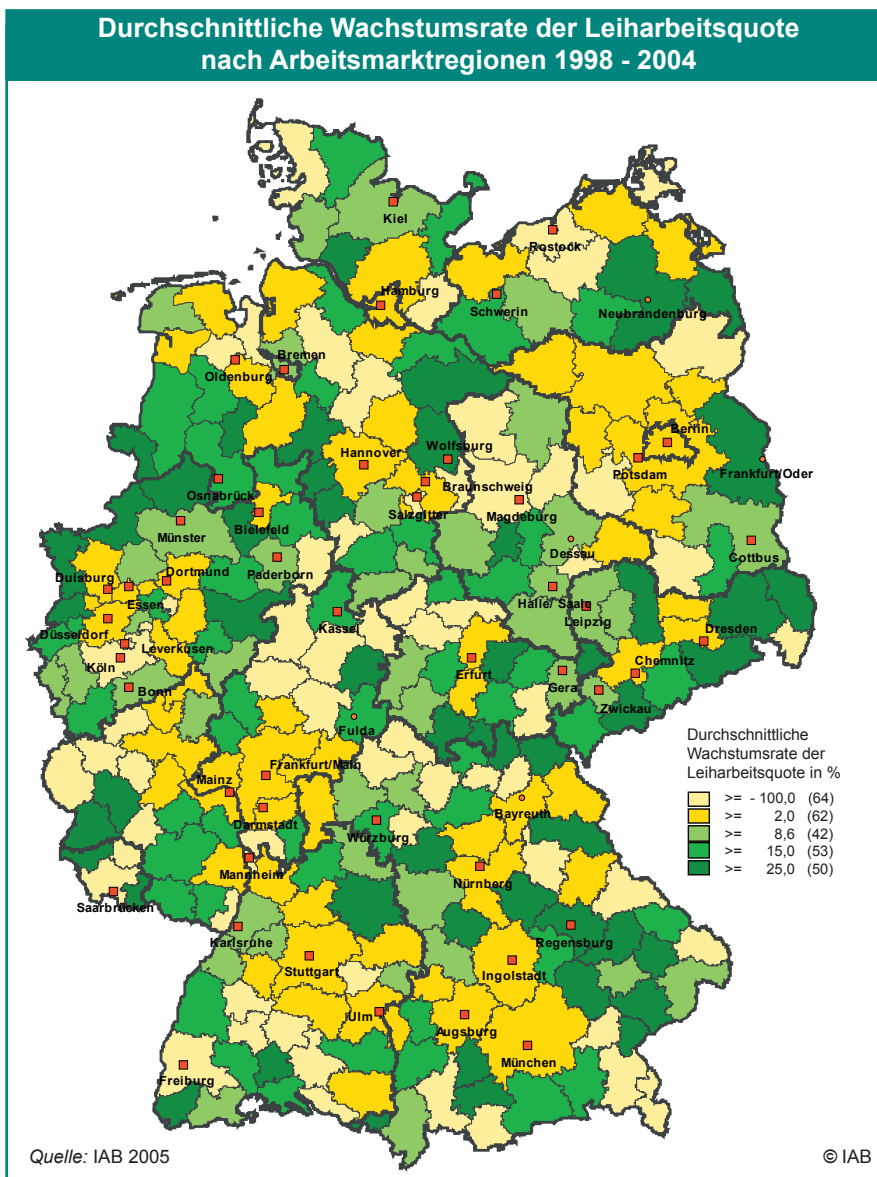 Durchschnittliche Wachstumsrate der Leiharbeitsquote
nach Arbeitsmarktregionen 1998 - 2004
Kiel
Rostock
Hamburg
Schwerin
Neubrandenburg
Bremen
Oldenburg
Berlin
Hannover
Wolfsburg
Potsdam
Frankfurt/Oder
Osnabrück
Braunschweig
Salzgitter
Magdeburg
Bielefeld
Münster
Dessau
Cottbus
Paderborn
Duisburg
Dortmund
Essen
Halle/ Saale
Leipzig
Kassel
Düsseldorf
Leverkusen
Dresden
Köln
Erfurt
Chemnitz
Bonn
Gera
Zwickau
Fulda
Durchschnittliche
Wachstumsrate der
Leiharbeitsquote in %
>= - 100,0 (64)
>= 2,0 (62)
>= 8,6 (42)
>= 15,0 (53)
>= 25,0 (50)
Frankfurt/Main
Mainz
Bayreuth
Darmstadt
Würzburg
Mannheim
Nürnberg
Saarbrücken
Karlsruhe
Regensburg
Stuttgart
Ingolstadt
Ulm
Augsburg
München
Freiburg
Quelle: IAB 2005
© IAB